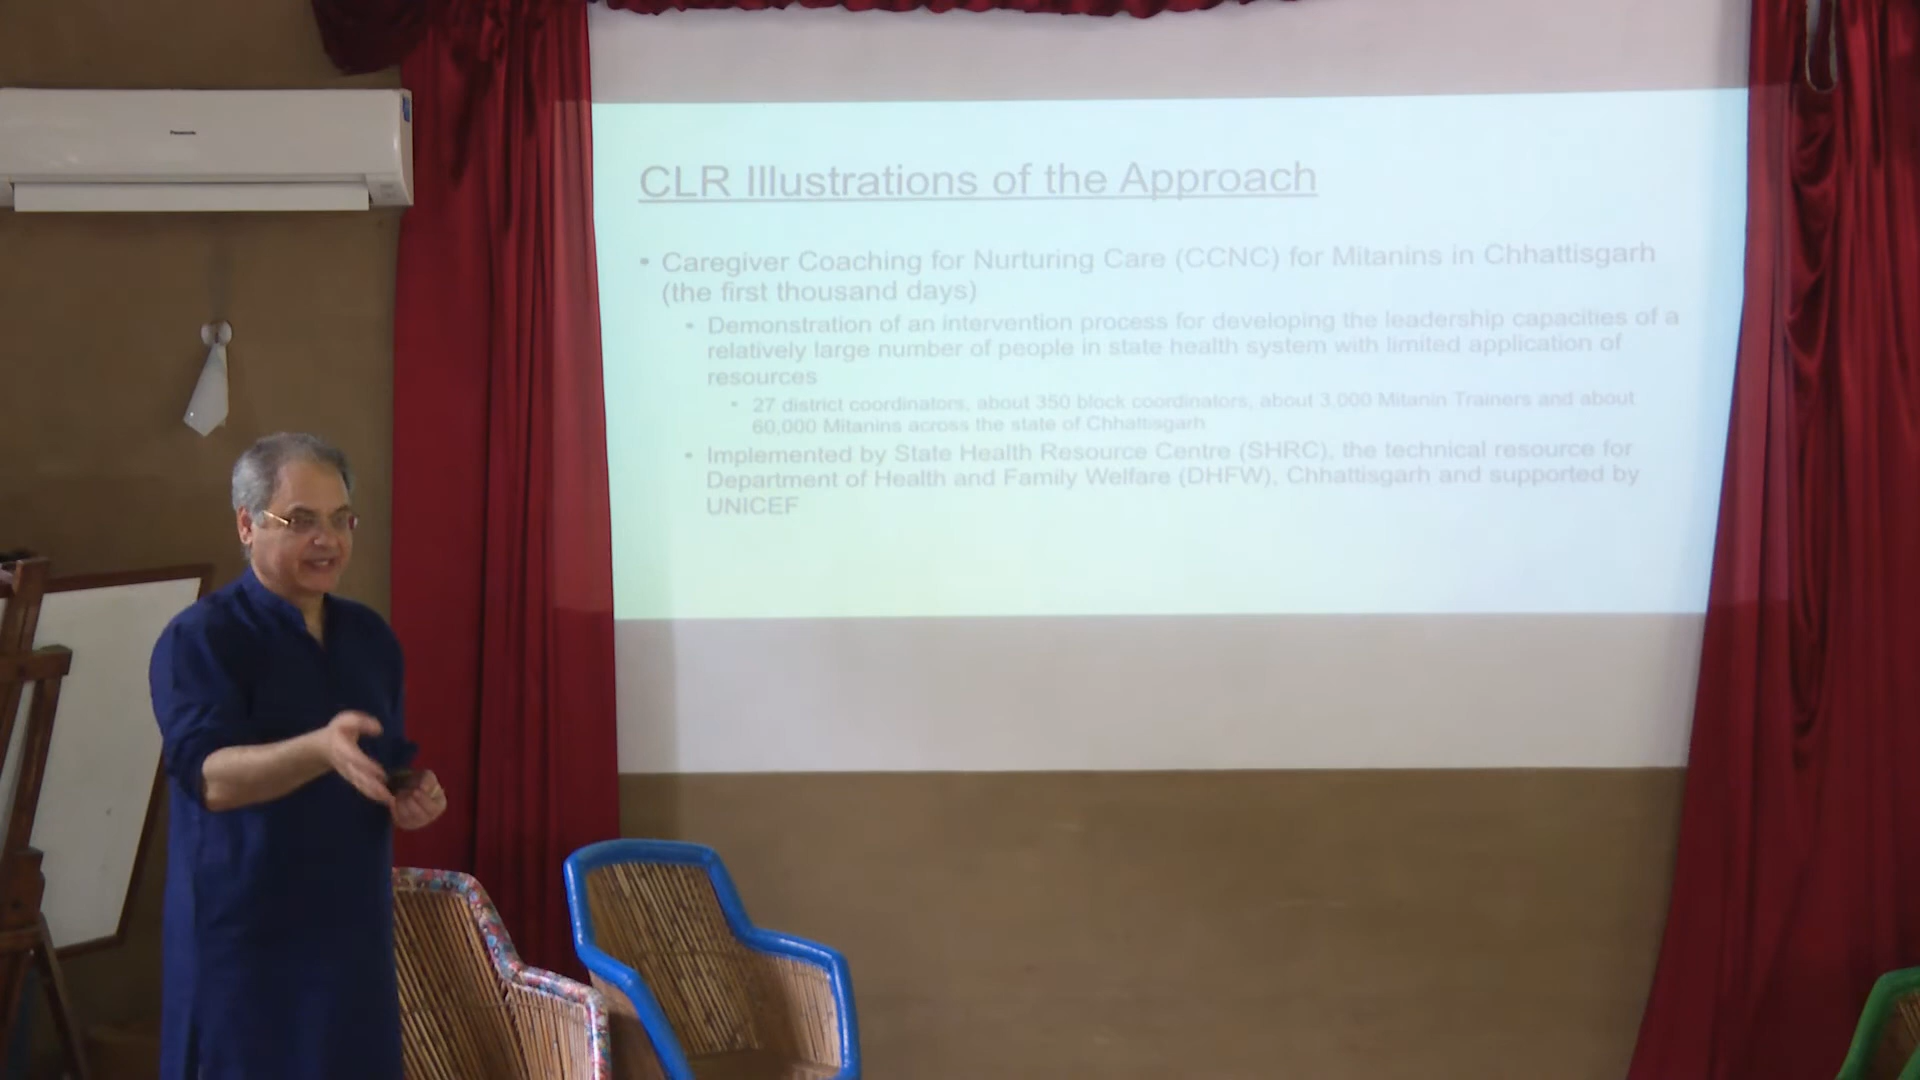 Panasonic
CLR Illustrations of the Approach
• Caregiver Coaching for Nurturing Care (CCNC) for Mitanins in Chhattisgarh
(the first thousand days)
• Demonstration of an intervention process for developing the leadership capacities of a
relatively large number of people in state health system with limited application of
resources
• 27 district coordinators, about 350 block coordinators, about 3,000 Mitanin Trainers and about
60,000 Mitanins across the state of Chhattisgarh
• Implemented by State Health Resource Centre (SHRC), the technical resource for
Department of Health and Family Welfare (DHFW), Chhattisgarh and supported by
UNICEF